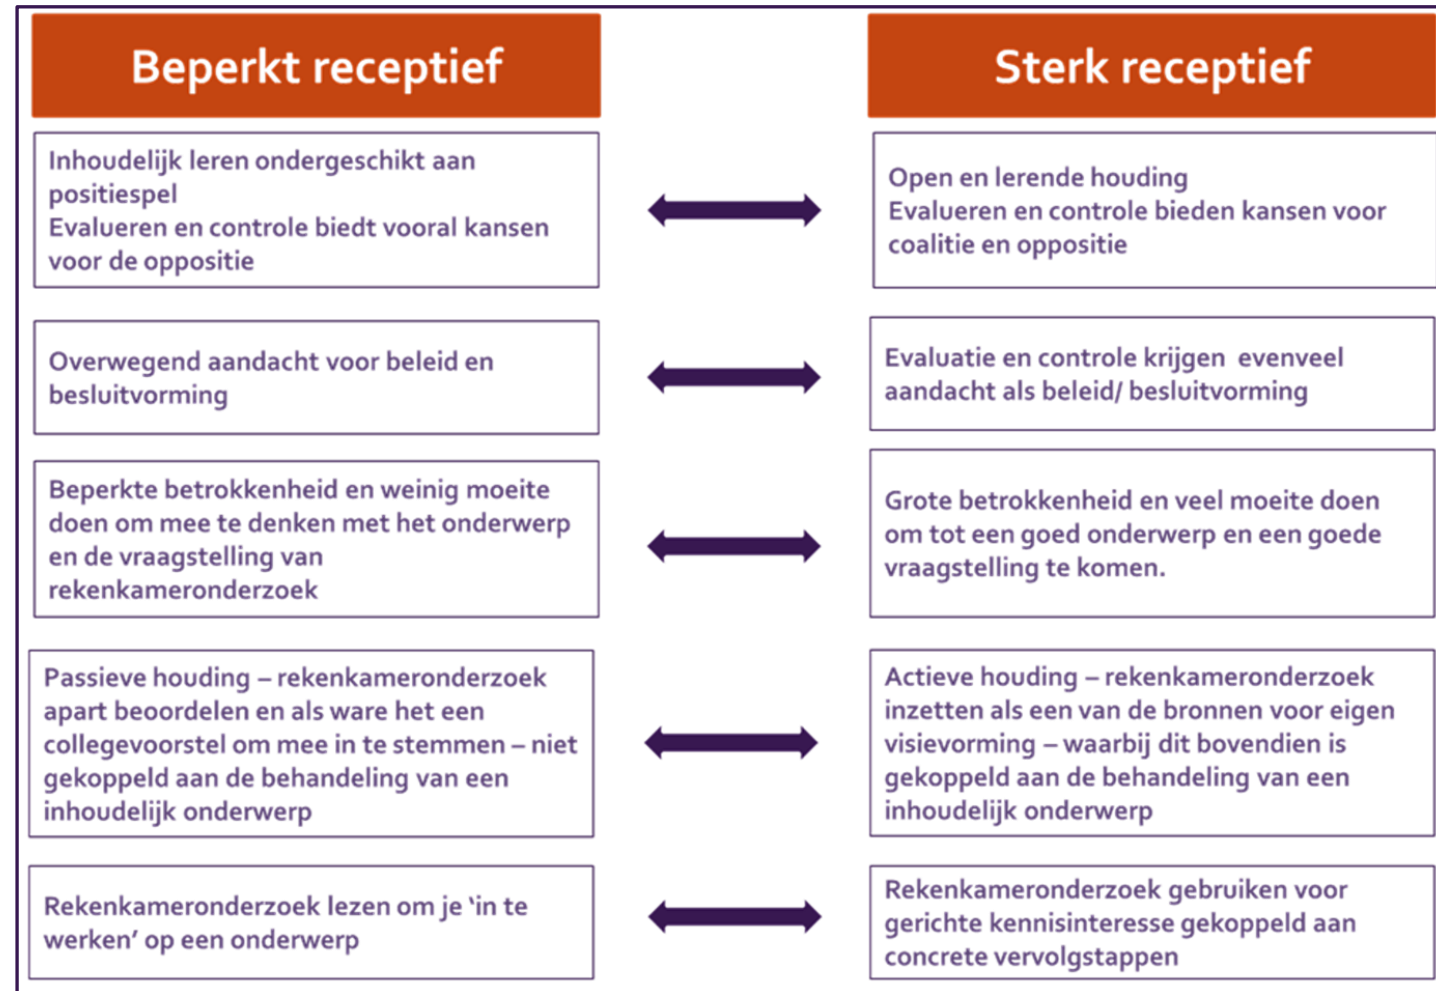 Beperkt receptief
Sterk receptief
Inhoudelijk leren ondergeschikt aan
positiespel
Evalueren en controle biedt vooral kansen
voor de oppositie
Open en lerende houding
Evalueren en controle bieden kansen voor
coalitie en oppositie
Overwegend aandacht voor beleid en
besluitvorming
Evaluatie en controle krijgen  evenveel
aandacht als beleid/ besluitvorming
Beperkte betrokkenheid en weinig moeite
doen om mee te denken met het onderwerp
en de vraagstelling van
rekenkameronderzoek
Grote betrokkenheid en veel moeite doen
om tot een goed onderwerp en een goede
vraagstelling te komen.
Passieve houding – rekenkameronderzoek
apart beoordelen en als ware het een
collegevoorstel om mee in te stemmen – niet
gekoppeld aan de behandeling van een
inhoudelijk onderwerp
Actieve houding – rekenkameronderzoek
inzetten als een van de bronnen voor eigen
visievorming – waarbij dit bovendien is
gekoppeld aan de behandeling van een
inhoudelijk onderwerp
Rekenkameronderzoek lezen om je ‘in te
werken’ op een onderwerp
Rekenkameronderzoek gebruiken voor
gerichte kennisinteresse gekoppeld aan
concrete vervolgstappen